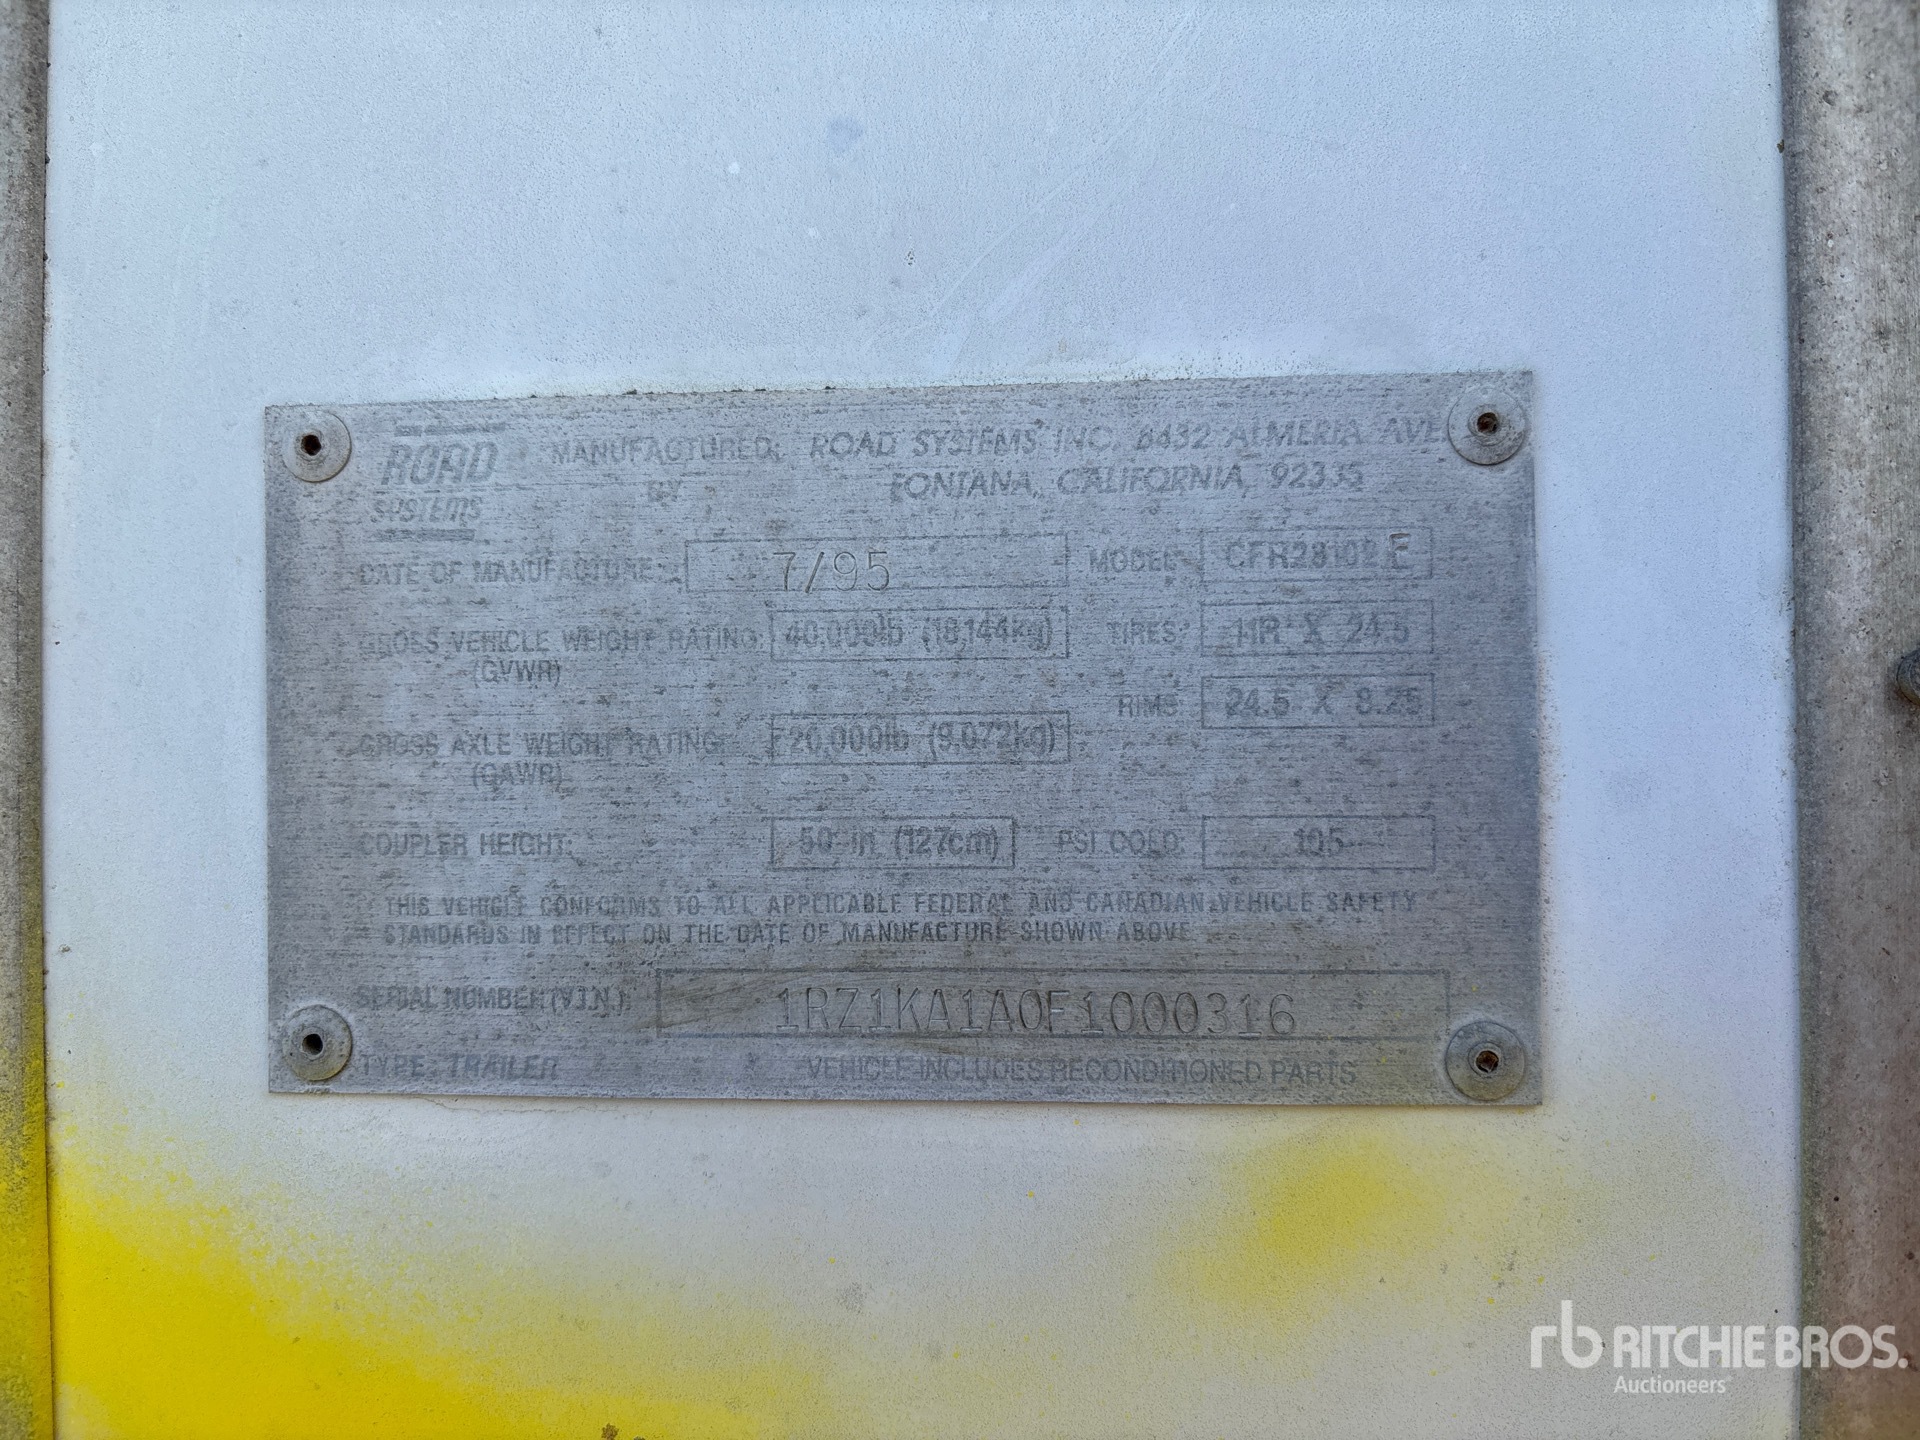 ROAD
SYSTEMS
MANUFACTURED: ROAD SYSTEMS INC. 8432 ALMERIA AVE.
BY FONTANA, CALIFORNIA, 92335
DATE OF MANUFACTURE: 7/95 MODEL: CFR28102 E
GROSS VEHICLE WEIGHT RATING: 40,000lb (18,144kg) TIRES: 11R X 24.5
(GVWR)
RIMS: 24.5 X 8.25
GROSS AXLE WEIGHT RATING: 20,000lb (9,072kg)
(GAWR)
COUPLER HEIGHT: 50 in (127cm) PSI COLD: 105
THIS VEHICLE CONFORMS TO ALL APPLICABLE FEDERAL AND CANADIAN VEHICLE SAFETY
STANDARDS IN EFFECT ON THE DATE OF MANUFACTURE SHOWN ABOVE
SERIAL NUMBER (V.I.N.) 1RZ1KA1A0F1000316
TYPE: TRAILER VEHICLE INCLUDES RECONDITIONED PARTS
rb RITCHIE BROS.
Auctioneers